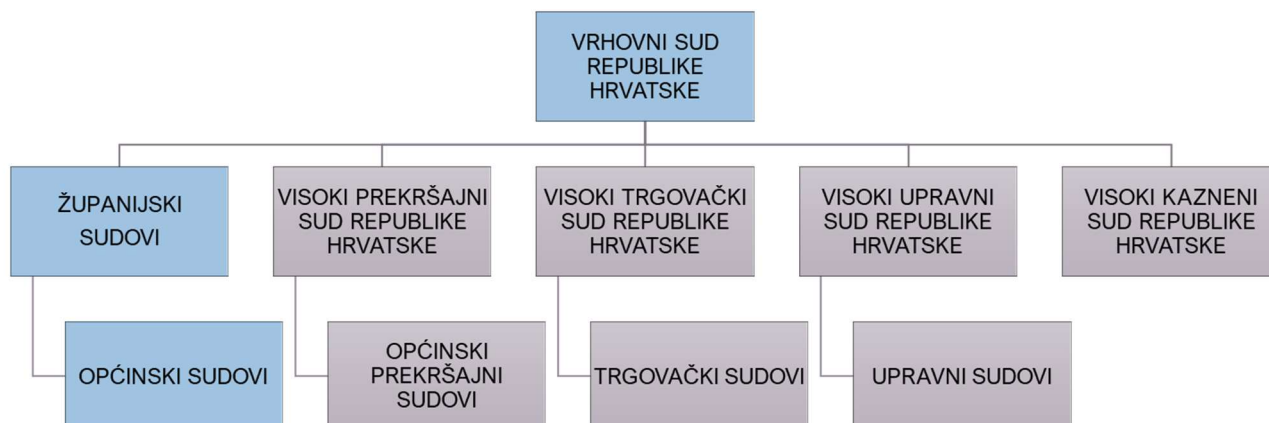 VRHOVNI SUD
REPUBLIKE
HRVATSKE
ŽUPANIJSKI
SUDOVI
VISOKI PREKRŠAJNI
SUD REPUBLIKE
HRVATSKE
VISOKI TRGOVAČKI
SUD REPUBLIKE
HRVATSKE
VISOKI UPRAVNI
SUD REPUBLIKE
HRVATSKE
VISOKI KAZNENI
SUD REPUBLIKE
HRVATSKE
OPĆINSKI SUDOVI
OPĆINSKI
PREKRŠAJNI
SUDOVI
TRGOVAČKI SUDOVI
UPRAVNI SUDOVI